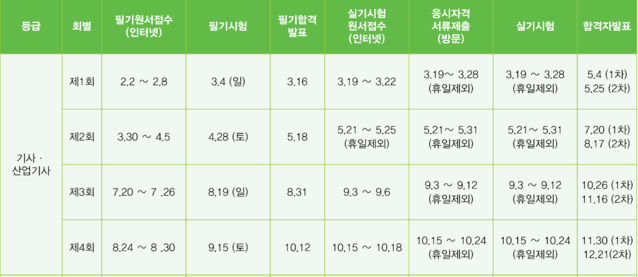 등급 회별 필기원서접수 (인터넷) 필기시험 필기합격 발표 실기시험 원서접수 (인터넷) 응시자격 서류제출 (방문) 실기시험 합격자발표
기사 · 산업기사
제1회 2.2 ~ 2.8 3.4 (일) 3.16 3.19 ~ 3.22 3.19~ 3.28 (휴일제외) 3.19 ~ 3.28 (휴일제외) 5.4 (1차) 5.25 (2차)
제2회 3.30 ~ 4.5 4.28 (토) 5.18 5.21 ~ 5.25 (휴일제외) 5.21~ 5.31 (휴일제외) 5.21~ 5.31 (휴일제외) 7.20 (1차) 8.17 (2차)
제3회 7.20 ~ 7 .26 8.19 (일) 8.31 9.3 ~ 9.6 9.3 ~ 9.12 (휴일제외) 9.3 ~ 9.12 (휴일제외) 10.26 (1차) 11.16 (2차)
제4회 8.24 ~ 8 .30 9.15 (토) 10.12 10.15 ~ 10.18 10.15 ~ 10.24 (휴일제외) 10.15 ~ 10.24 (휴일제외) 11.30 (1차) 12.21(2차)